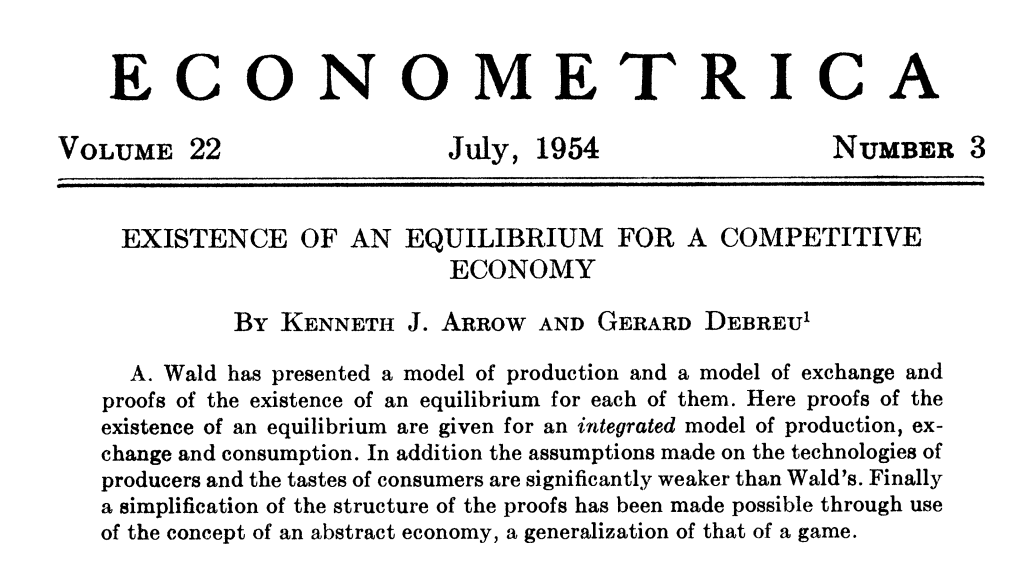 ECONOMETRICA
VOLUME 22 July, 1954 NUMBER 3
EXISTENCE OF AN EQUILIBRIUM FOR A COMPETITIVE
ECONOMY
BY KENNETH J. ARROW AND GERARD DEBREU¹
A. Wald has presented a model of production and a model of exchange and
proofs of the existence of an equilibrium for each of them. Here proofs of the
existence of an equilibrium are given for an integrated model of production, ex-
change and consumption. In addition the assumptions made on the technologies of
producers and the tastes of consumers are significantly weaker than Wald's. Finally
a simplification of the structure of the proofs has been made possible through use
of the concept of an abstract economy, a generalization of that of a game.